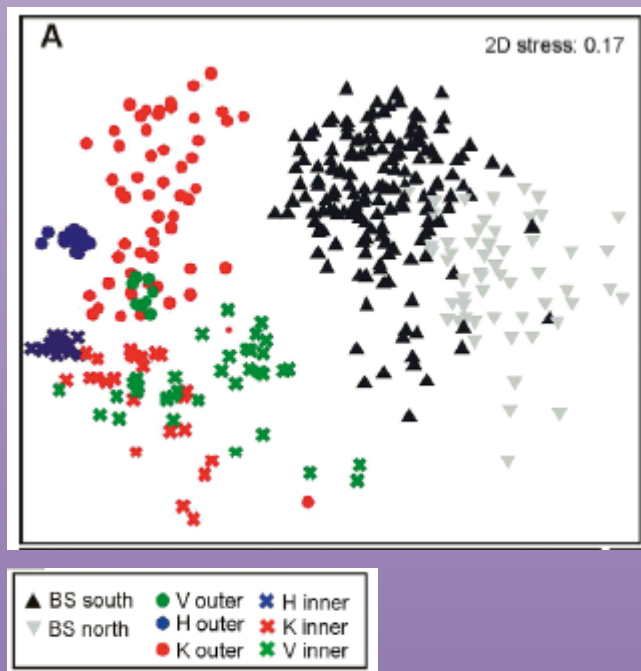 A
2D stress: 0.17
BS south
BS north
V outer
H outer
K outer
H inner
K inner
V inner